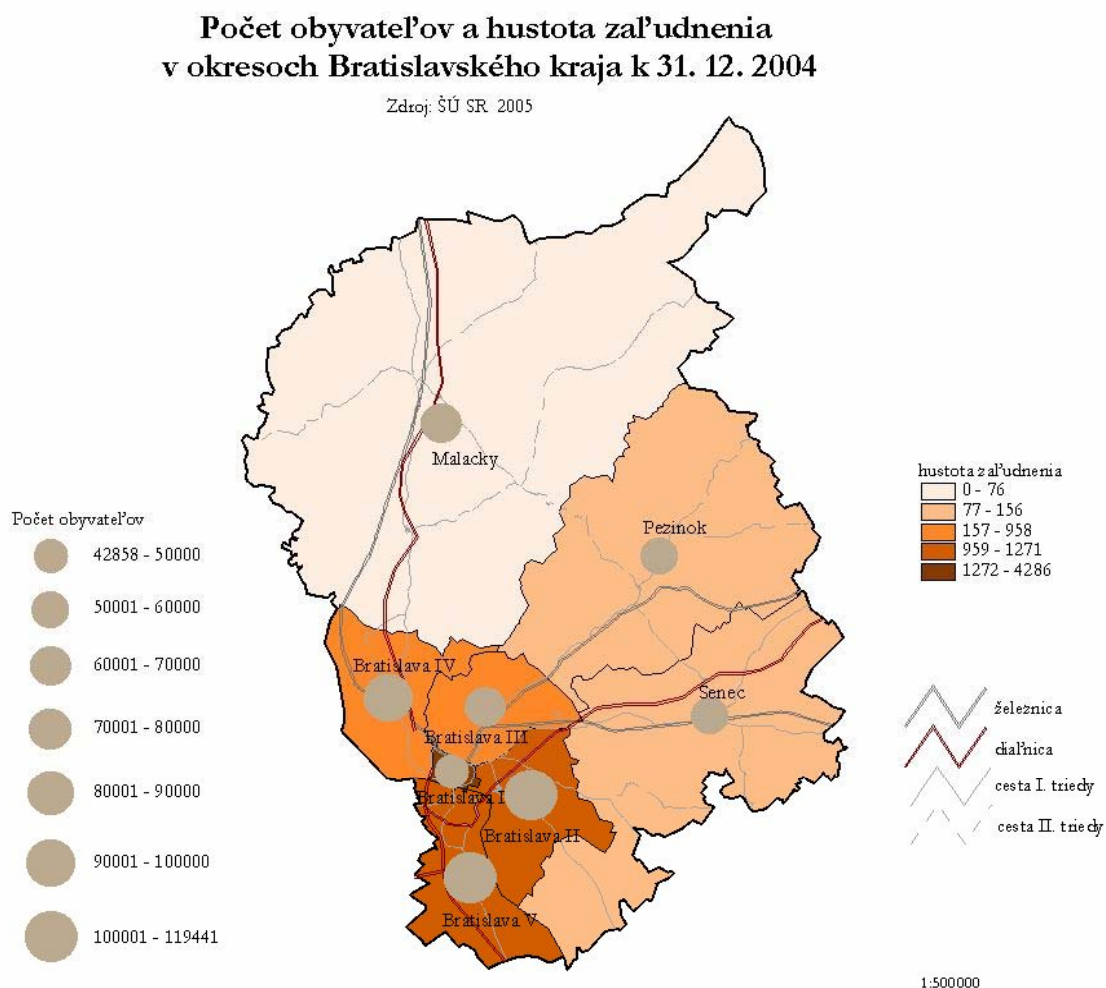 Počet obyvateľov a hustota zaľudnenia
v okresoch Bratislavského kraja k 31. 12. 2004
Zdroj: ŠÚ SR 2005
Malacky
Pezinok
Bratislava IV
Senec
Bratislava III
Bratislava I
Bratislava II
Bratislava V
Počet obyvateľov
42858 - 50000
50001 - 60000
60001 - 70000
70001 - 80000
80001 - 90000
90001 - 100000
100001 - 119441
hustota zaľudnenia
0 - 76
77 - 156
157 - 958
959 - 1271
1272 - 4286
železnica
diaľnica
cesta I. triedy
cesta II. triedy
1:500000